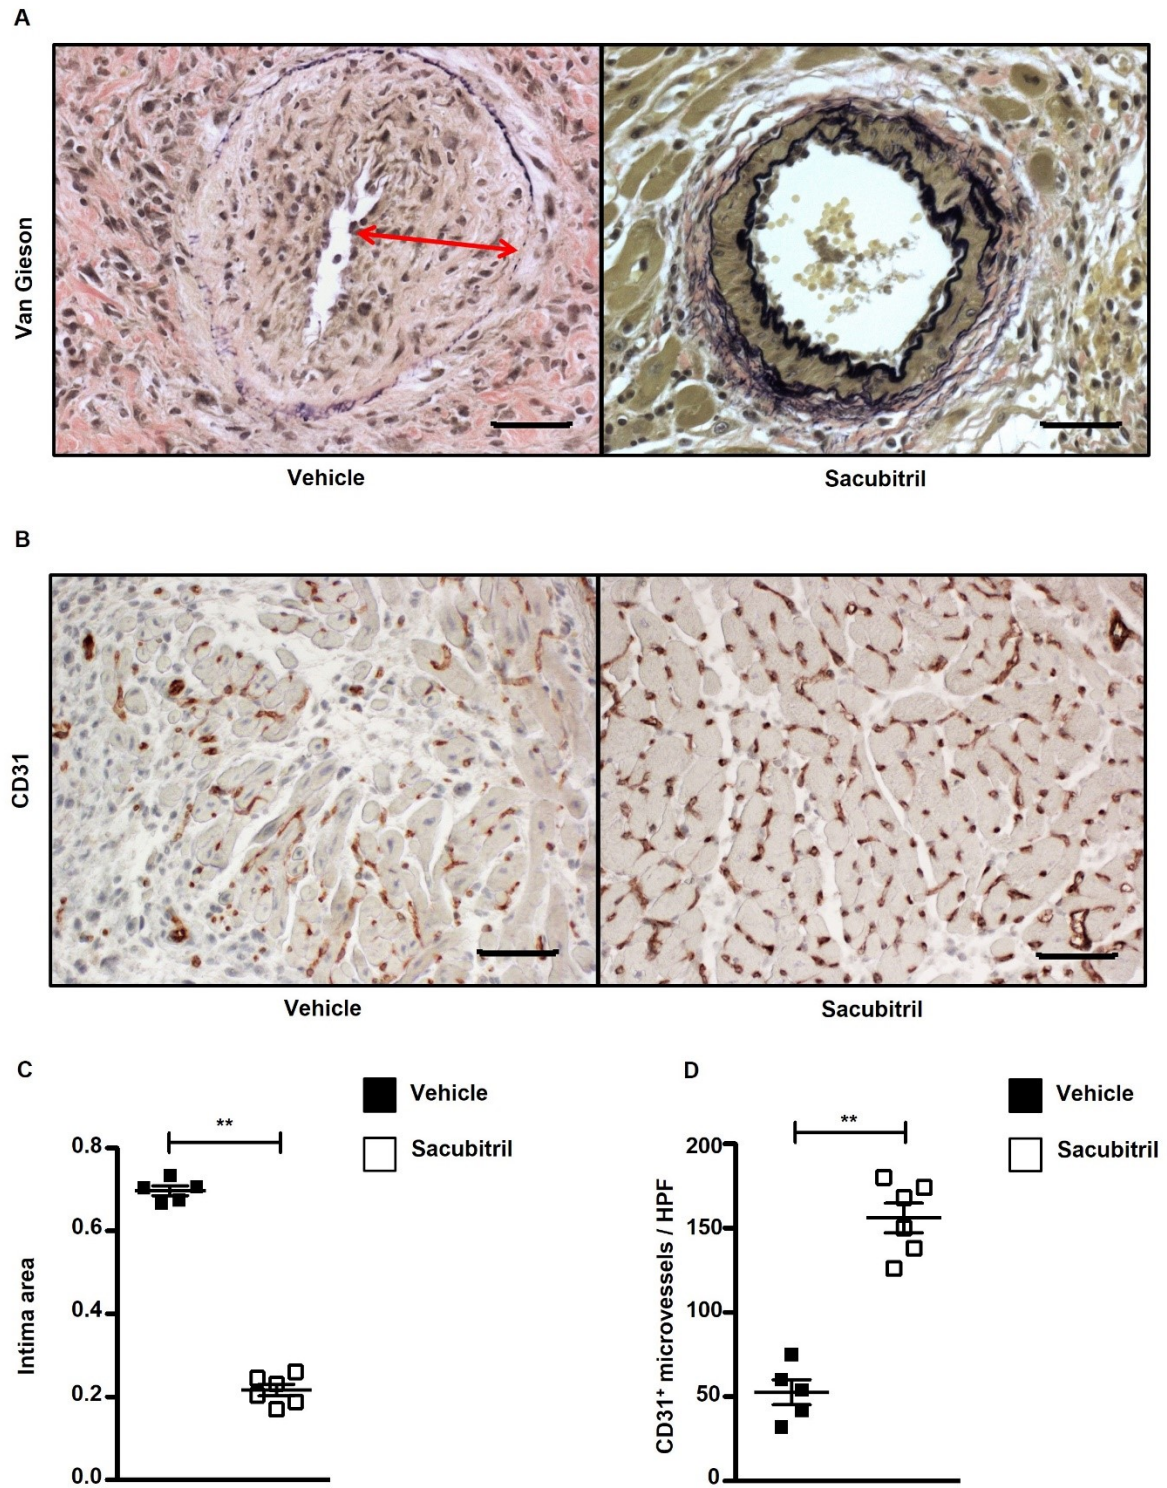 A
Van Gieson
Vehicle
Sacubitril
B
CD31
Vehicle
Sacubitril
C
Vehicle
Sacubitril
**
0.8
0.6
0.4
0.2
0.0
Intima area
D
Vehicle
Sacubitril
**
200
150
100
50
0
CD31⁺ microvessels / HPF